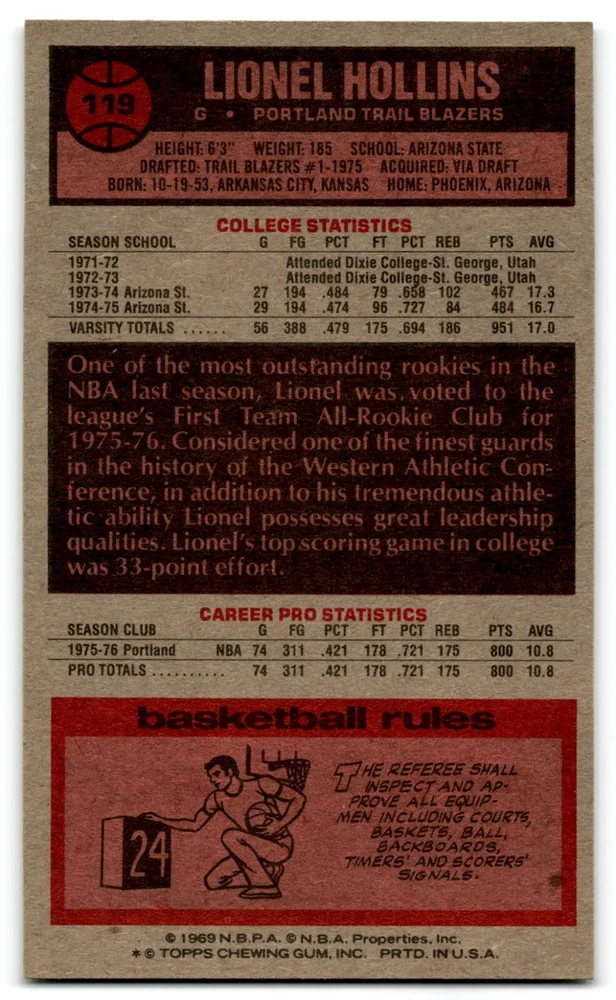 119
LIONEL HOLLINS
G • PORTLAND TRAIL BLAZERS
HEIGHT: 6'3" WEIGHT: 185 SCHOOL: ARIZONA STATE
DRAFTED: TRAIL BLAZERS #1-1975 ACQUIRED: VIA DRAFT
BORN: 10-19-53, ARKANSAS CITY, KANSAS HOME: PHOENIX, ARIZONA
COLLEGE STATISTICS
SEASON SCHOOL G FG PCT FT PCT REB PTS AVG
1971-72 Attended Dixie College-St. George, Utah
1972-73 Attended Dixie College-St. George, Utah
1973-74 Arizona St. 27 194 .484 79 .658 102 467 17.3
1974-75 Arizona St. 29 194 .474 96 .727 84 484 16.7
VARSITY TOTALS ...... 56 388 .479 175 .694 186 951 17.0
One of the most outstanding rookies in the
NBA last season, Lionel was voted to the
league's First Team All-Rookie Club for
1975-76. Considered one of the finest guards
in the history of the Western Athletic Con-
ference, in addition to his tremendous athle-
tic ability Lionel possesses great leadership
qualities. Lionel's top scoring game in college
was 33-point effort.
CAREER PRO STATISTICS
SEASON CLUB G FG PCT FT PCT REB PTS AVG
1975-76 Portland NBA 74 311 .421 178 .721 175 800 10.8
PRO TOTALS .......... 74 311 .421 178 .721 175 800 10.8
basketball rules
24
THE REFEREE SHALL
INSPECT AND AP-
PROVE ALL EQUIP-
MEN INCLUDING COURTS,
BASKETS, BALL,
BACKBOARDS,
TIMERS' AND SCORERS'
SIGNALS.
© 1969 N.B.P.A. © N.B.A. Properties, Inc.
* © TOPPS CHEWING GUM, INC. PRTD. IN U.S.A.